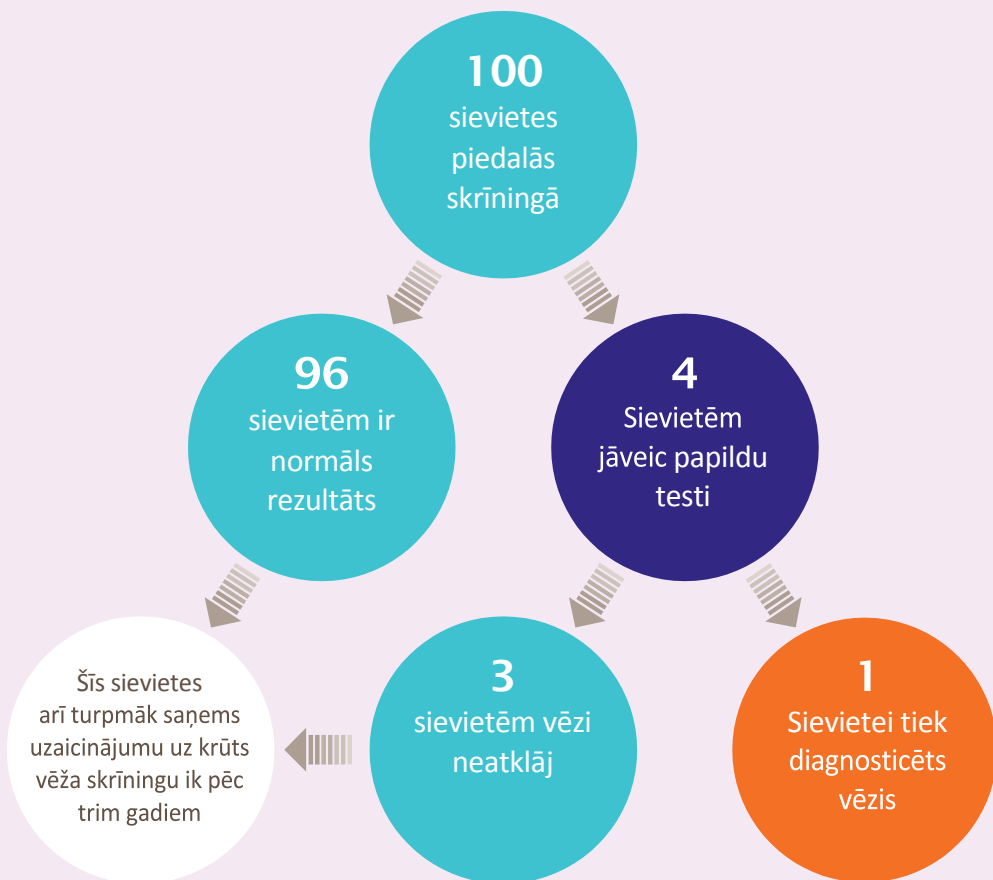 100
sievietes
piedalās
skrīningā
96
sievietēm ir
normāls
rezultāts
4
Sievietēm
jāveic papildu
testi
Šīs sievietes
arī turpmāk saņems
uzaicinājumu uz krūts
vēža skrīningu ik pēc
trim gadiem
3
sievietēm vēzi
neatklāj
1
Sievietei tiek
diagnosticēts
vēzis